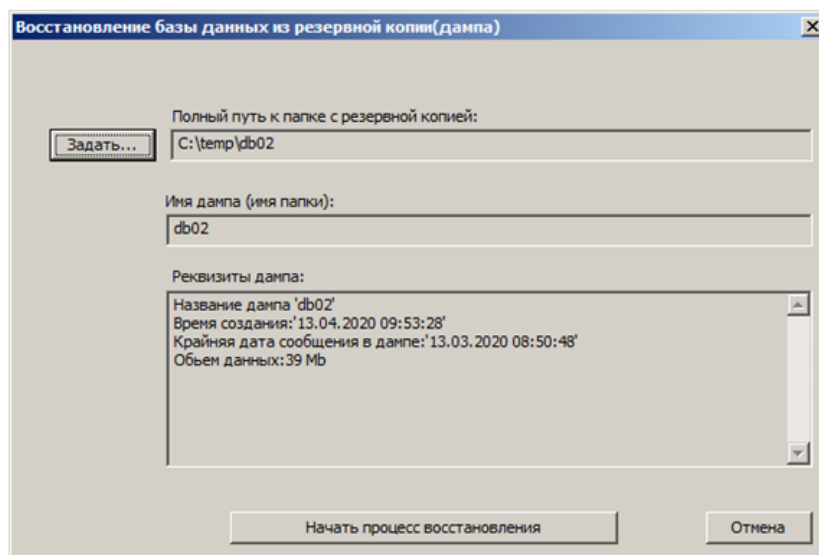 Восстановление базы данных из резервной копии(дампа)
Полный путь к папке с резервной копией:
Задать...
C:\temp\db02
Имя дампа (имя папки):
db02
Реквизиты дампа:
Название дампа 'db02'
Время создания:'13.04.2020 09:53:28'
Крайняя дата сообщения в дампе:'13.03.2020 08:50:48'
Обьем данных:39 Mb
Начать процесс восстановления
Отмена